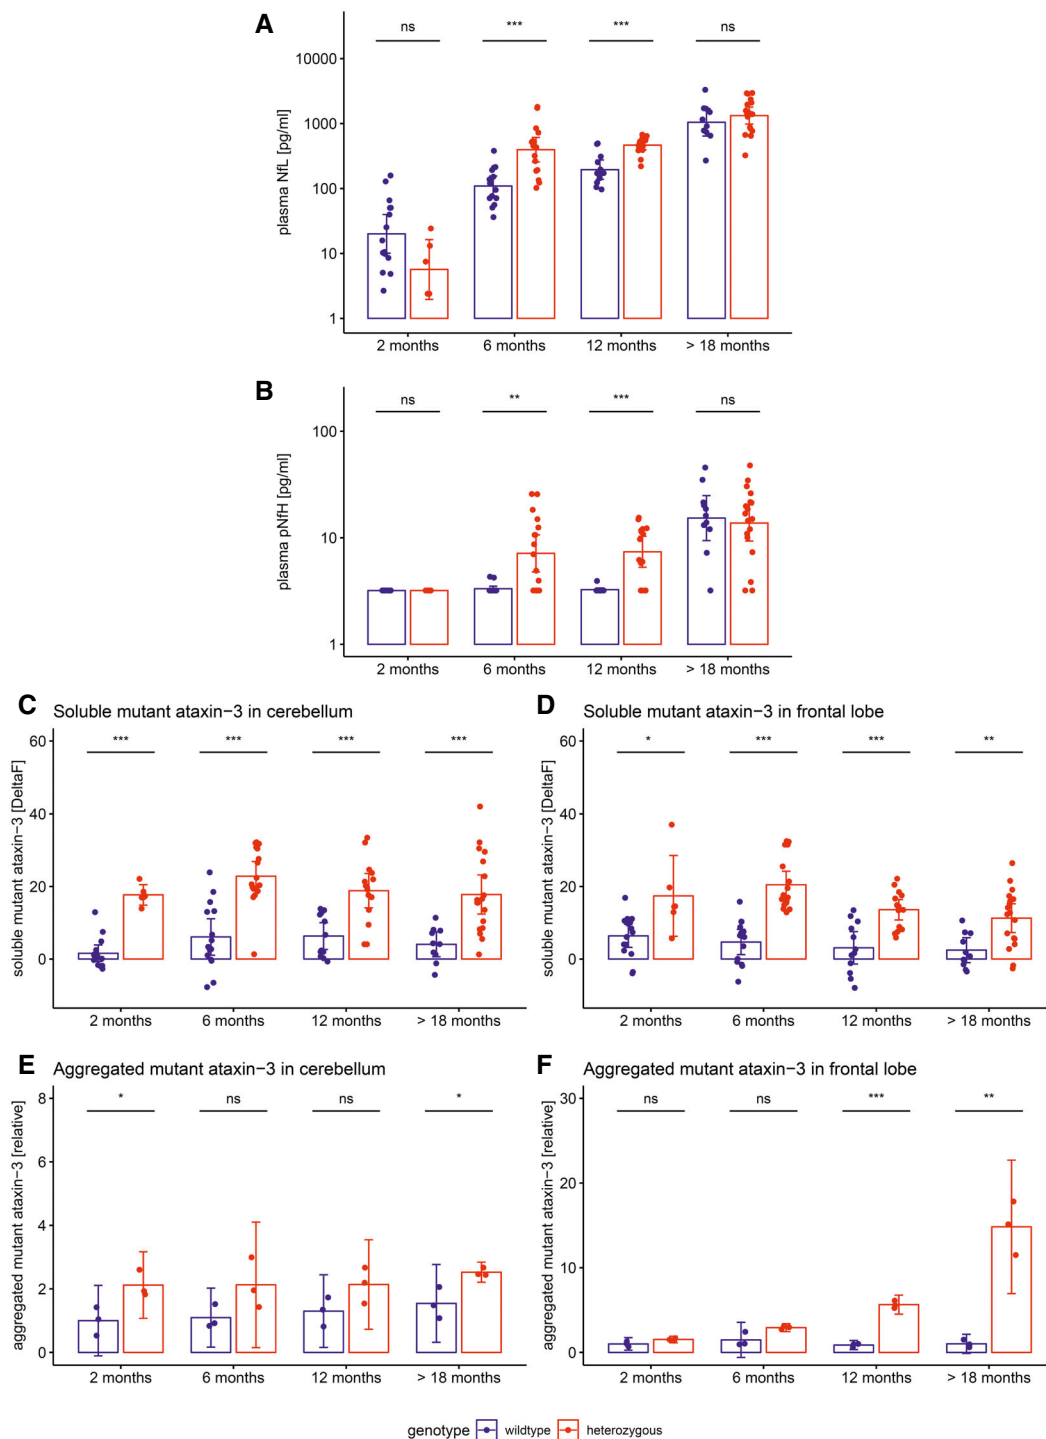 A
ns
***
***
ns
plasma NfL [pg/ml]
10000
1000
100
10
1
2 months
6 months
12 months
> 18 months
B
ns
**
***
ns
plasma pNfH [pg/ml]
100
10
1
2 months
6 months
12 months
> 18 months
C
Soluble mutant ataxin−3 in cerebellum
***
***
***
***
soluble mutant ataxin−3 [DeltaF]
60
40
20
0
2 months
6 months
12 months
> 18 months
D
Soluble mutant ataxin−3 in frontal lobe
*
***
***
**
soluble mutant ataxin−3 [DeltaF]
60
40
20
0
2 months
6 months
12 months
> 18 months
E
Aggregated mutant ataxin−3 in cerebellum
*
ns
ns
*
aggregated mutant ataxin−3 [relative]
8
6
4
2
0
2 months
6 months
12 months
> 18 months
F
Aggregated mutant ataxin−3 in frontal lobe
ns
ns
***
**
aggregated mutant ataxin−3 [relative]
30
20
10
0
2 months
6 months
12 months
> 18 months
genotype wildtype heterozygous